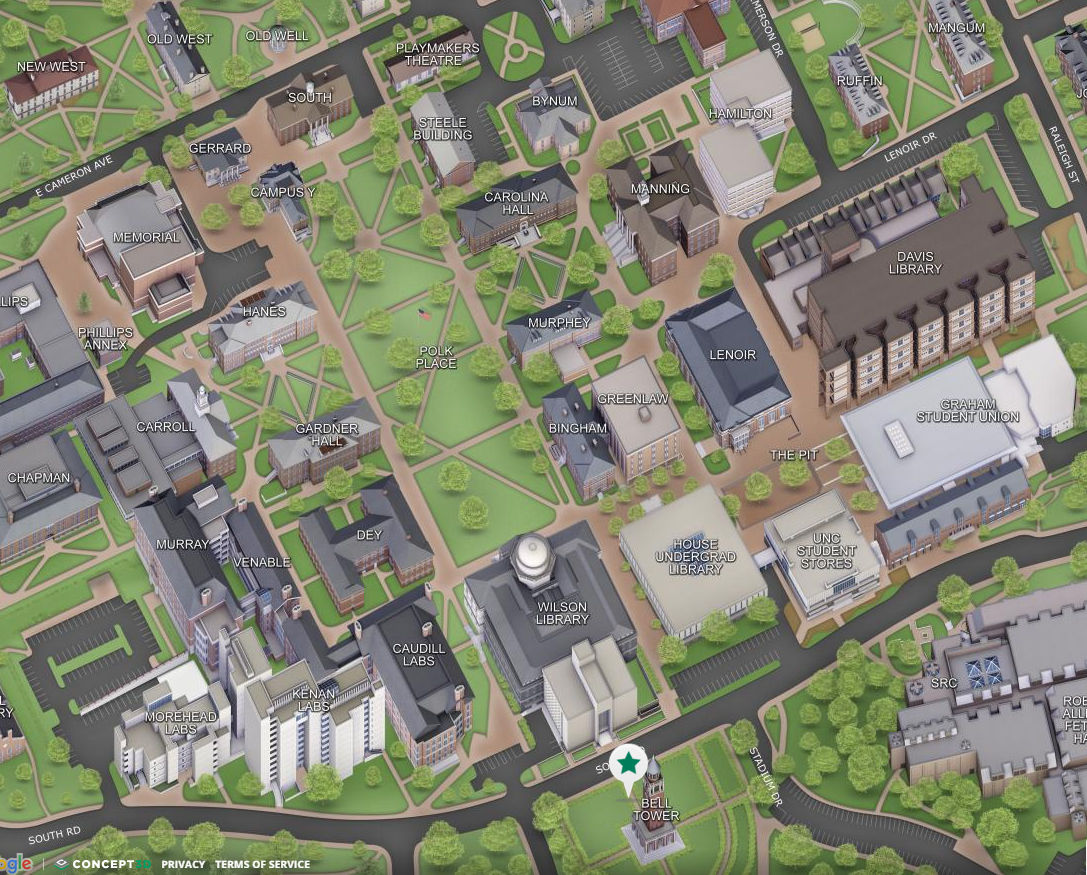 OLD WEST
OLD WELL
PLAYMAKERS
THEATRE
MANGUM
NEW WEST
RUFFIN
SOUTH
BYNUM
HAMILTON
STEELE
BUILDING
LENOIR DR
RALEIGH ST
GERRARD
E CAMERON AVE
CAMPUS Y
MANNING
CAROLINA
HALL
MEMORIAL
DAVIS
LIBRARY
LIPS
HANES
PHILLIPS
ANNEX
MURPHEY
POLK
PLACE
LENOIR
GREENLAW
GRAHAM
STUDENT UNION
CARROLL
GARDNER
HALL
BINGHAM
THE PIT
CHAPMAN
MURRAY
DEY
VENABLE
HOUSE
UNDERGRAD
LIBRARY
UNC
STUDENT
STORES
WILSON
LIBRARY
CAUDILL
LABS
SRC
KENAN
LABS
MOREHEAD
LABS
STADIUM DR
BELL
TOWER
SOUTH RD
CONCEPT3D PRIVACY TERMS OF SERVICE